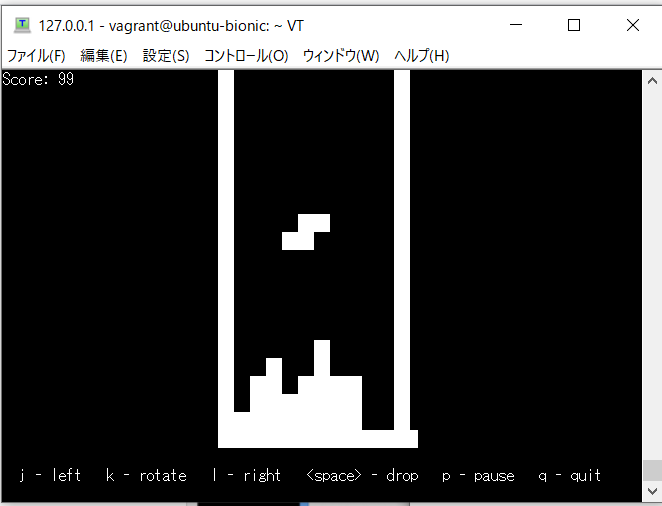 127.0.0.1 - vagrant@ubuntu-bionic: ~ VT
ファイル(F) 編集(E) 設定(S) コントロール(O) ウィンドウ(W) ヘルプ(H)
Score: 99
j - left k - rotate l - right <space> - drop p - pause q - quit